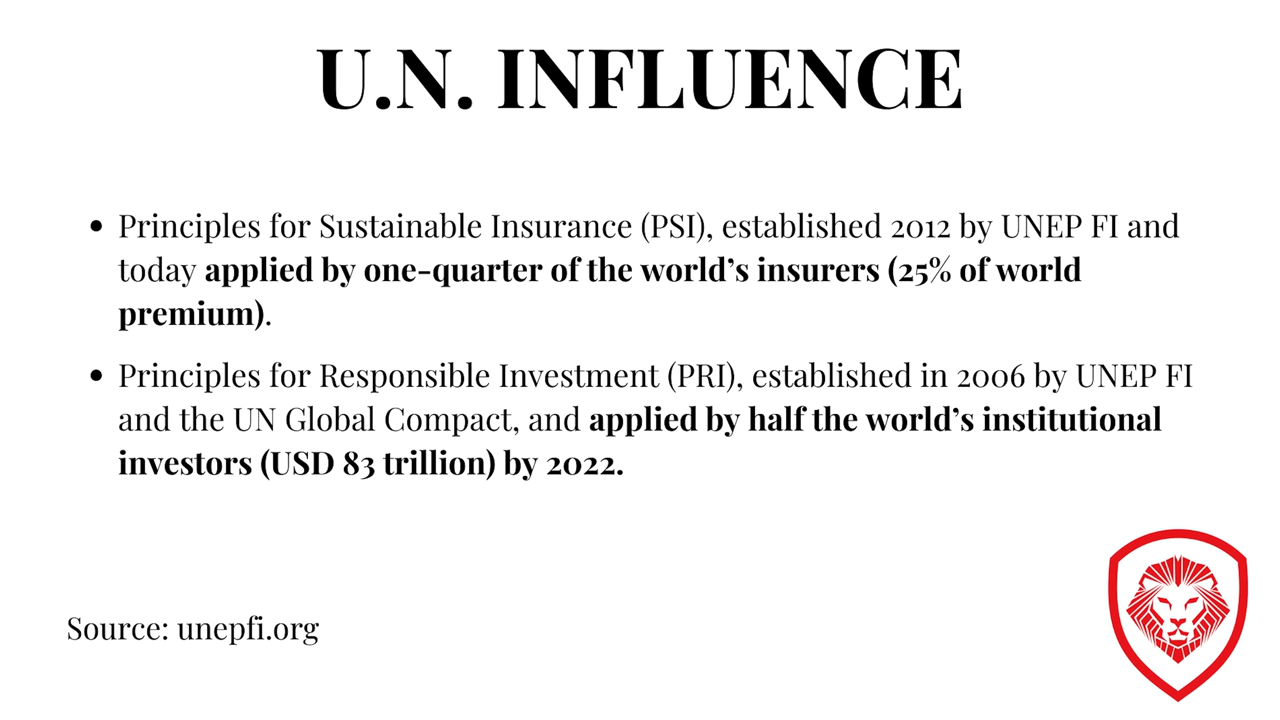 U.N. INFLUENCE
• Principles for Sustainable Insurance (PSI), established 2012 by UNEP FI and
today applied by one-quarter of the world’s insurers (25% of world
premium).
• Principles for Responsible Investment (PRI), established in 2006 by UNEP FI
and the UN Global Compact, and applied by half the world’s institutional
investors (USD 83 trillion) by 2022.
Source: unepfi.org